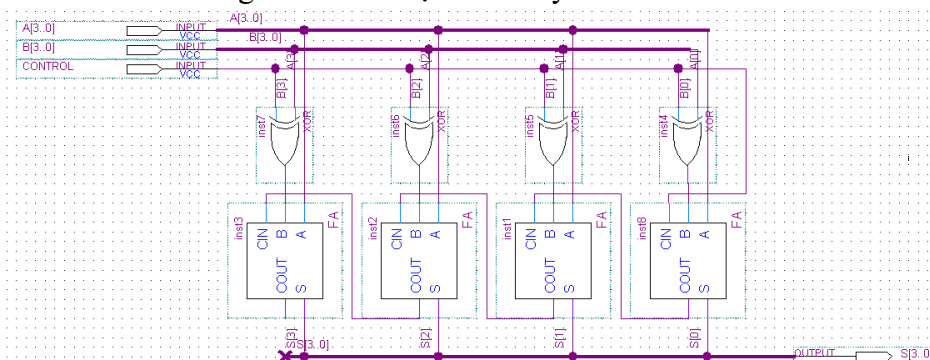 A[3..0]
A[3..0] INPUT
VCC
B[3..0]
B[3..0] INPUT
VCC
CONTROL INPUT
VCC
B[3] A[3] B[2] A[2] B[1] A[1] B[0] A[0]
inst7 XOR inst6 XOR inst5 XOR inst4 XOR
inst3 CIN B A FA inst2 CIN B A FA inst1 CIN B A FA inst8 CIN B A FA
COUT S COUT S COUT S COUT S
S[3] S[2] S[1] S[0]
S[3..0]
OUTPUT S[3..0